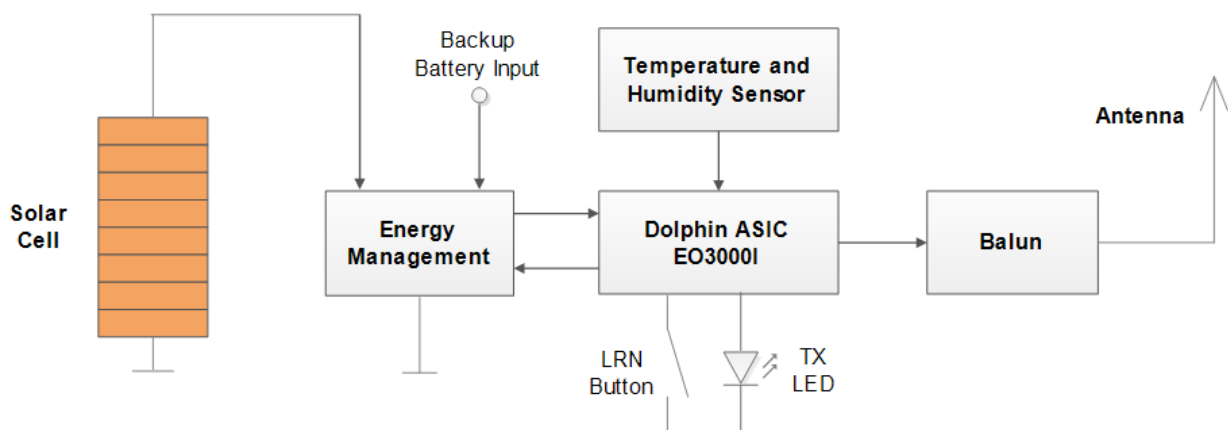 Backup
Battery Input
Temperature and
Humidity Sensor
Antenna
Solar
Cell
Energy
Management
Dolphin ASIC
EO3000I
Balun
LRN
Button
TX
LED